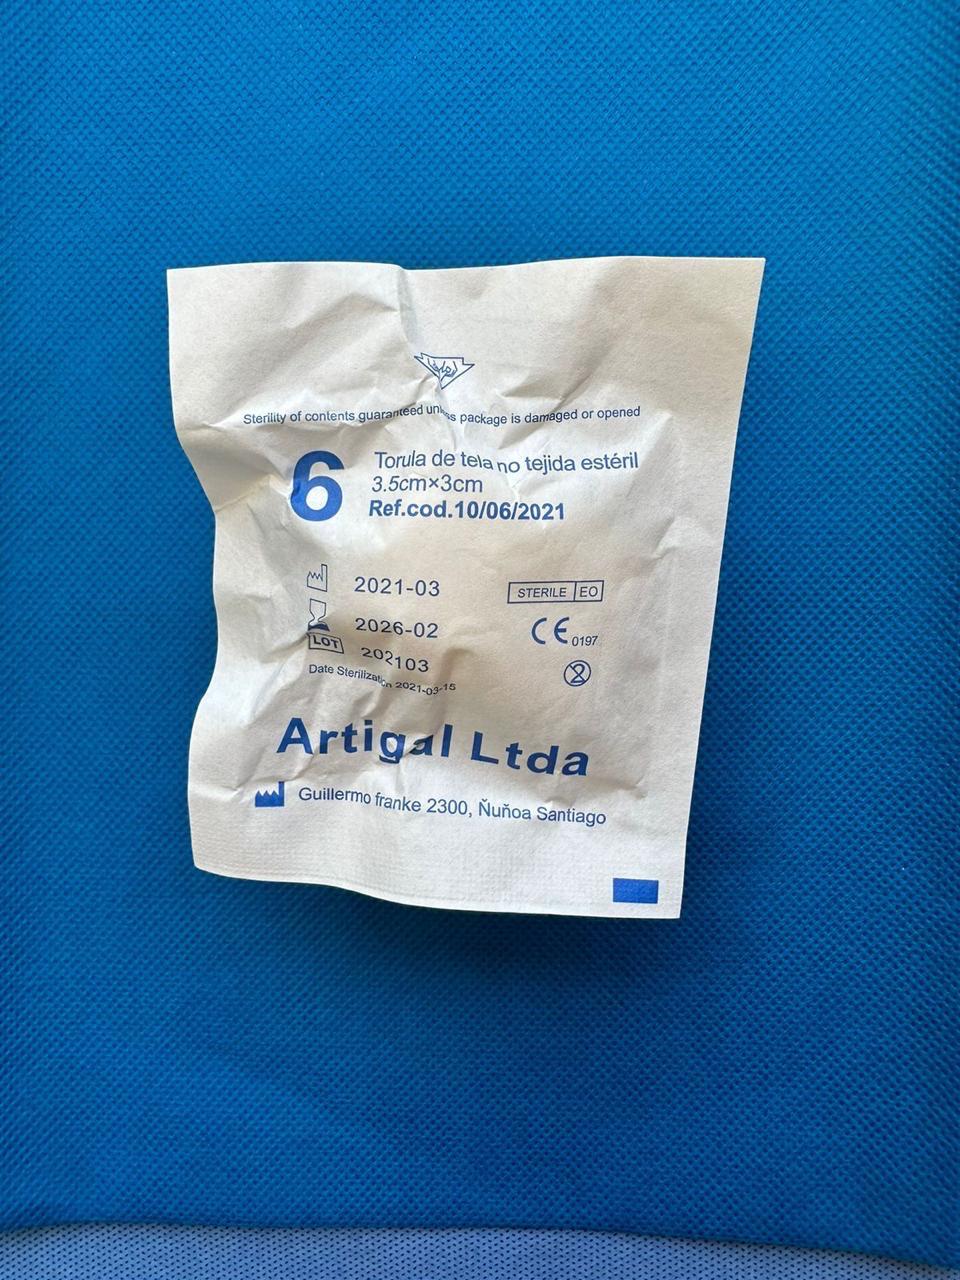 Sterility of contents guaranteed unless package is damaged or opened
6
Torula de tela no tejida estéril
3.5cm×3cm
Ref.cod.10/06/2021
2021-03
STERILE EO
2026-02
CE 0197
LOT 202103
2
Date Sterilization 2021-03-15
Artigal Ltda
Guillermo franke 2300, Ňuňoa Santiago